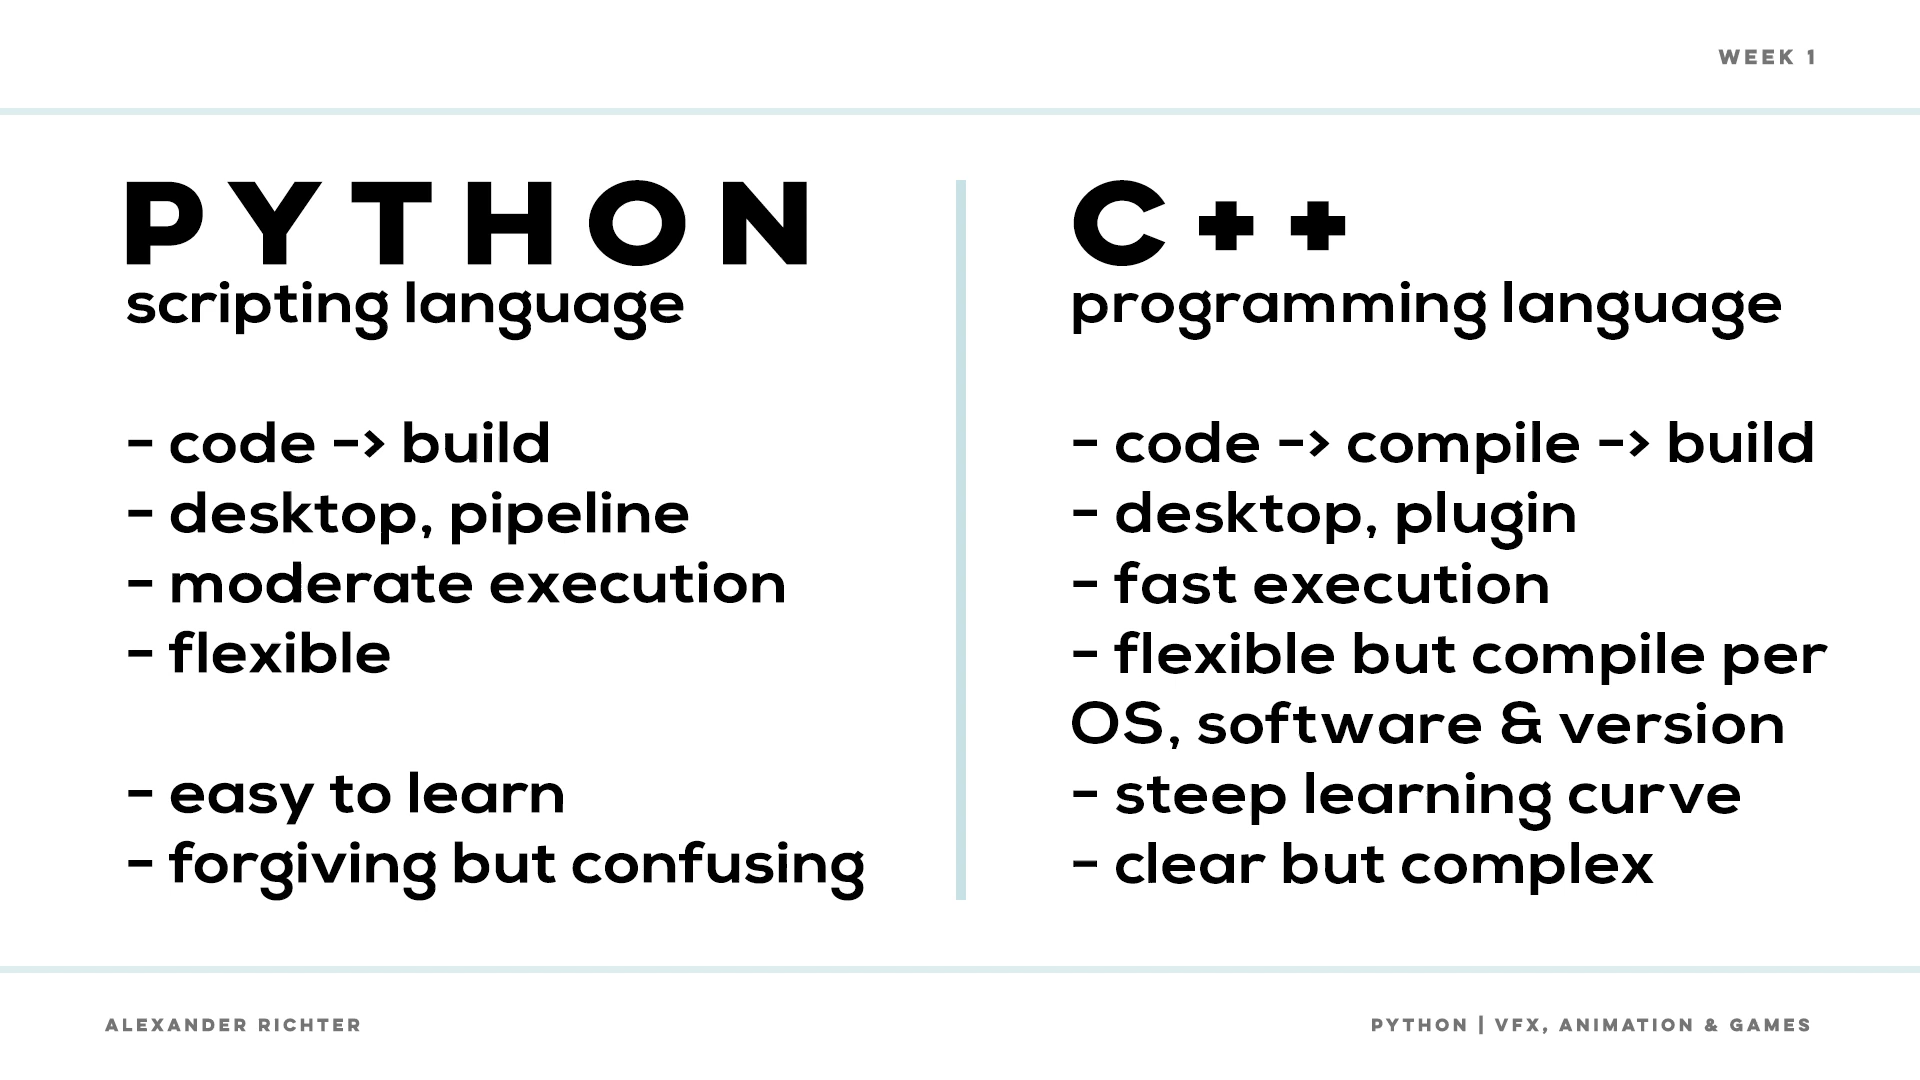 WEEK 1
PYTHON
scripting language
- code -> build
- desktop, pipeline
- moderate execution
- flexible
- easy to learn
- forgiving but confusing
C++
programming language
- code -> compile -> build
- desktop, plugin
- fast execution
- flexible but compile per
OS, software & version
- steep learning curve
- clear but complex
ALEXANDER RICHTER
PYTHON | VFX, ANIMATION & GAMES